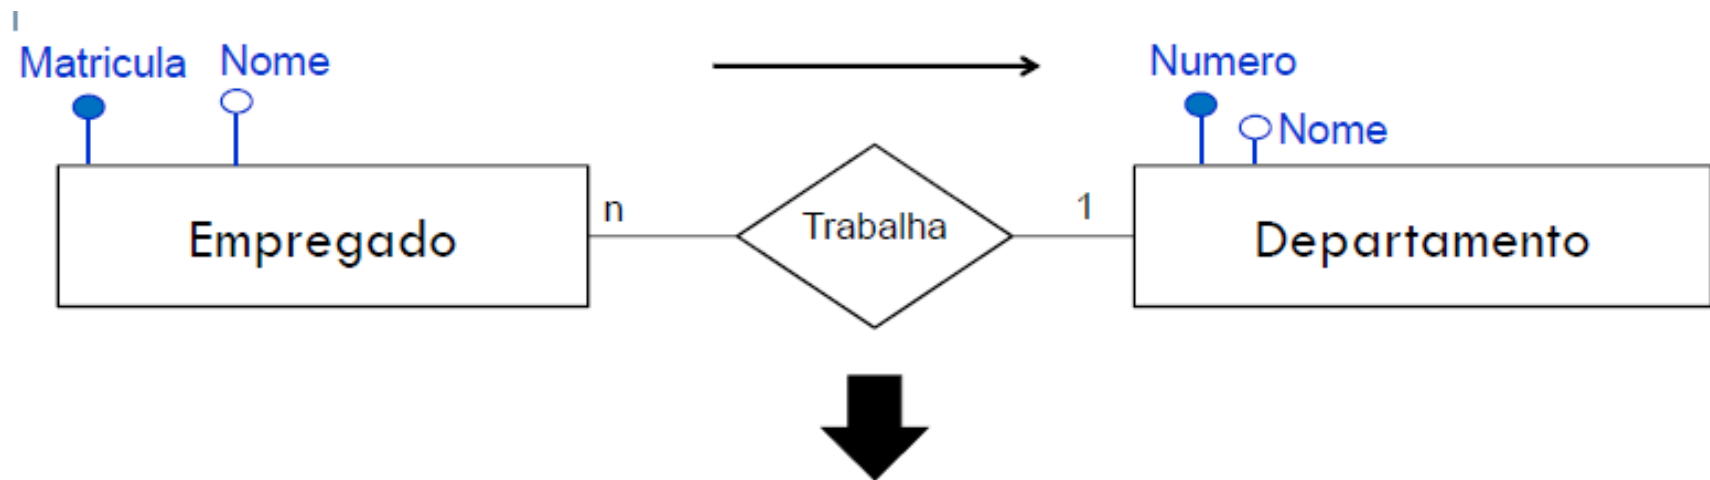 Matricula
Nome
Numero
Nome
Empregado
n
Trabalha
1
Departamento